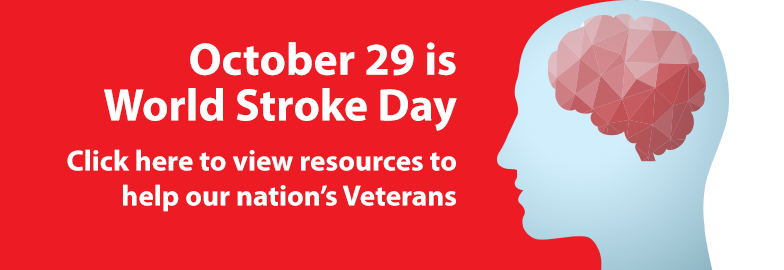 October 29 is
World Stroke Day
Click here to view resources to
help our nation’s Veterans